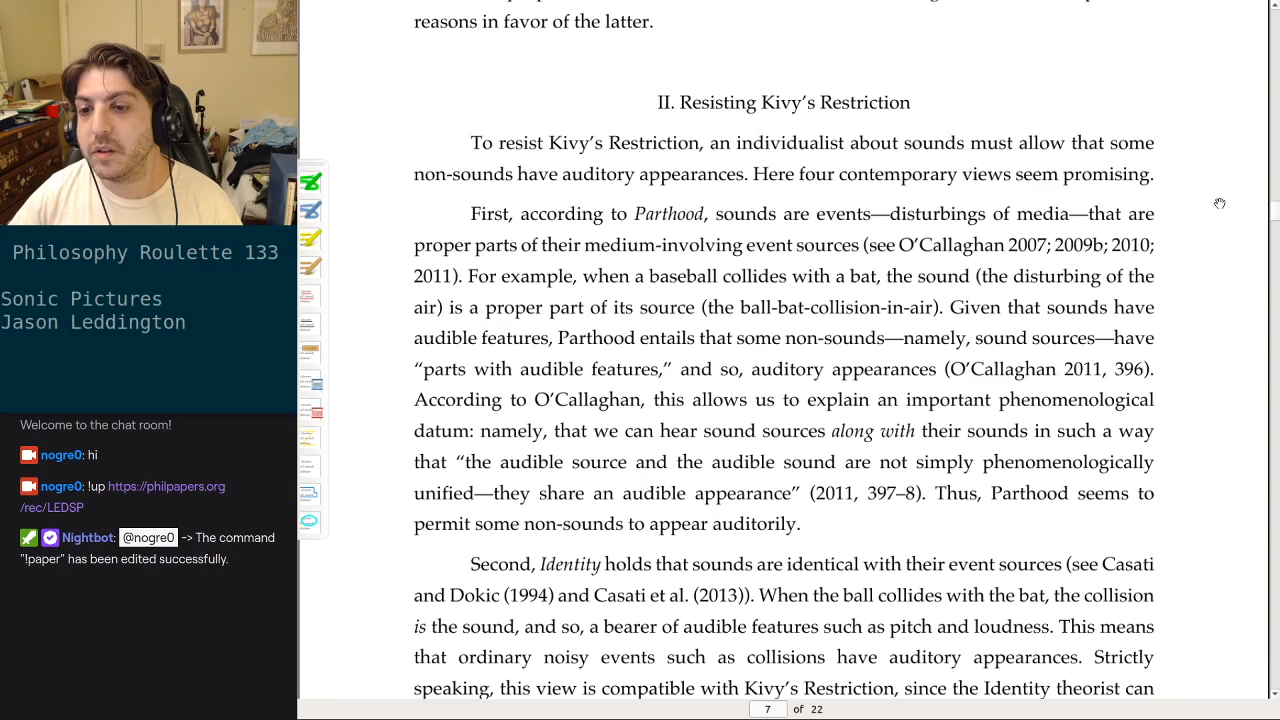 reasons in favor of the latter.
II. Resisting Kivy's Restriction
To resist Kivy's Restriction, an individualist about sounds must allow that some
non-sounds have auditory appearances. Here four contemporary views seem promising.
First, according to Parthood, sounds are events—disturbings of media—that are
proper parts of their medium-involving event sources (see O'Callaghan 2007; 2009b; 2010;
2011). For example, when a baseball collides with a bat, the sound (the disturbing of the
air) is a proper part of its source (the ball-bat-collision-in-air). Given that sounds have
audible features, Parthood entails that some non-sounds—namely, sound sources—have
"parts with audible features," and so, auditory appearances (O'Callaghan 2011, 396).
According to O'Callaghan, this allows us to explain an important phenomenological
datum, namely, that we can hear sound sources along with their sounds in such a way
that "the audible source and the audible sound are not simply phenomenologically
unified—they share an audible appearance" (2011, 397–8). Thus, Parthood seems to
permit some non-sounds to appear auditorily.
Second, Identity holds that sounds are identical with their event sources (see Casati
and Dokic (1994) and Casati et al. (2013)). When the ball collides with the bat, the collision
is the sound, and so, a bearer of audible features such as pitch and loudness. This means
that ordinary noisy events such as collisions have auditory appearances. Strictly
speaking, this view is compatible with Kivy's Restriction, since the Identity theorist can
7 of 22
Philosophy Roulette 133
Sonic Pictures
Jason Leddington
Welcome to the chat room!
nogre0: hi
nogre0: !up https://philpapers.org
/rec/LEDSP
Nightbot: @nogre0 -> The command
"!paper" has been edited successfully.